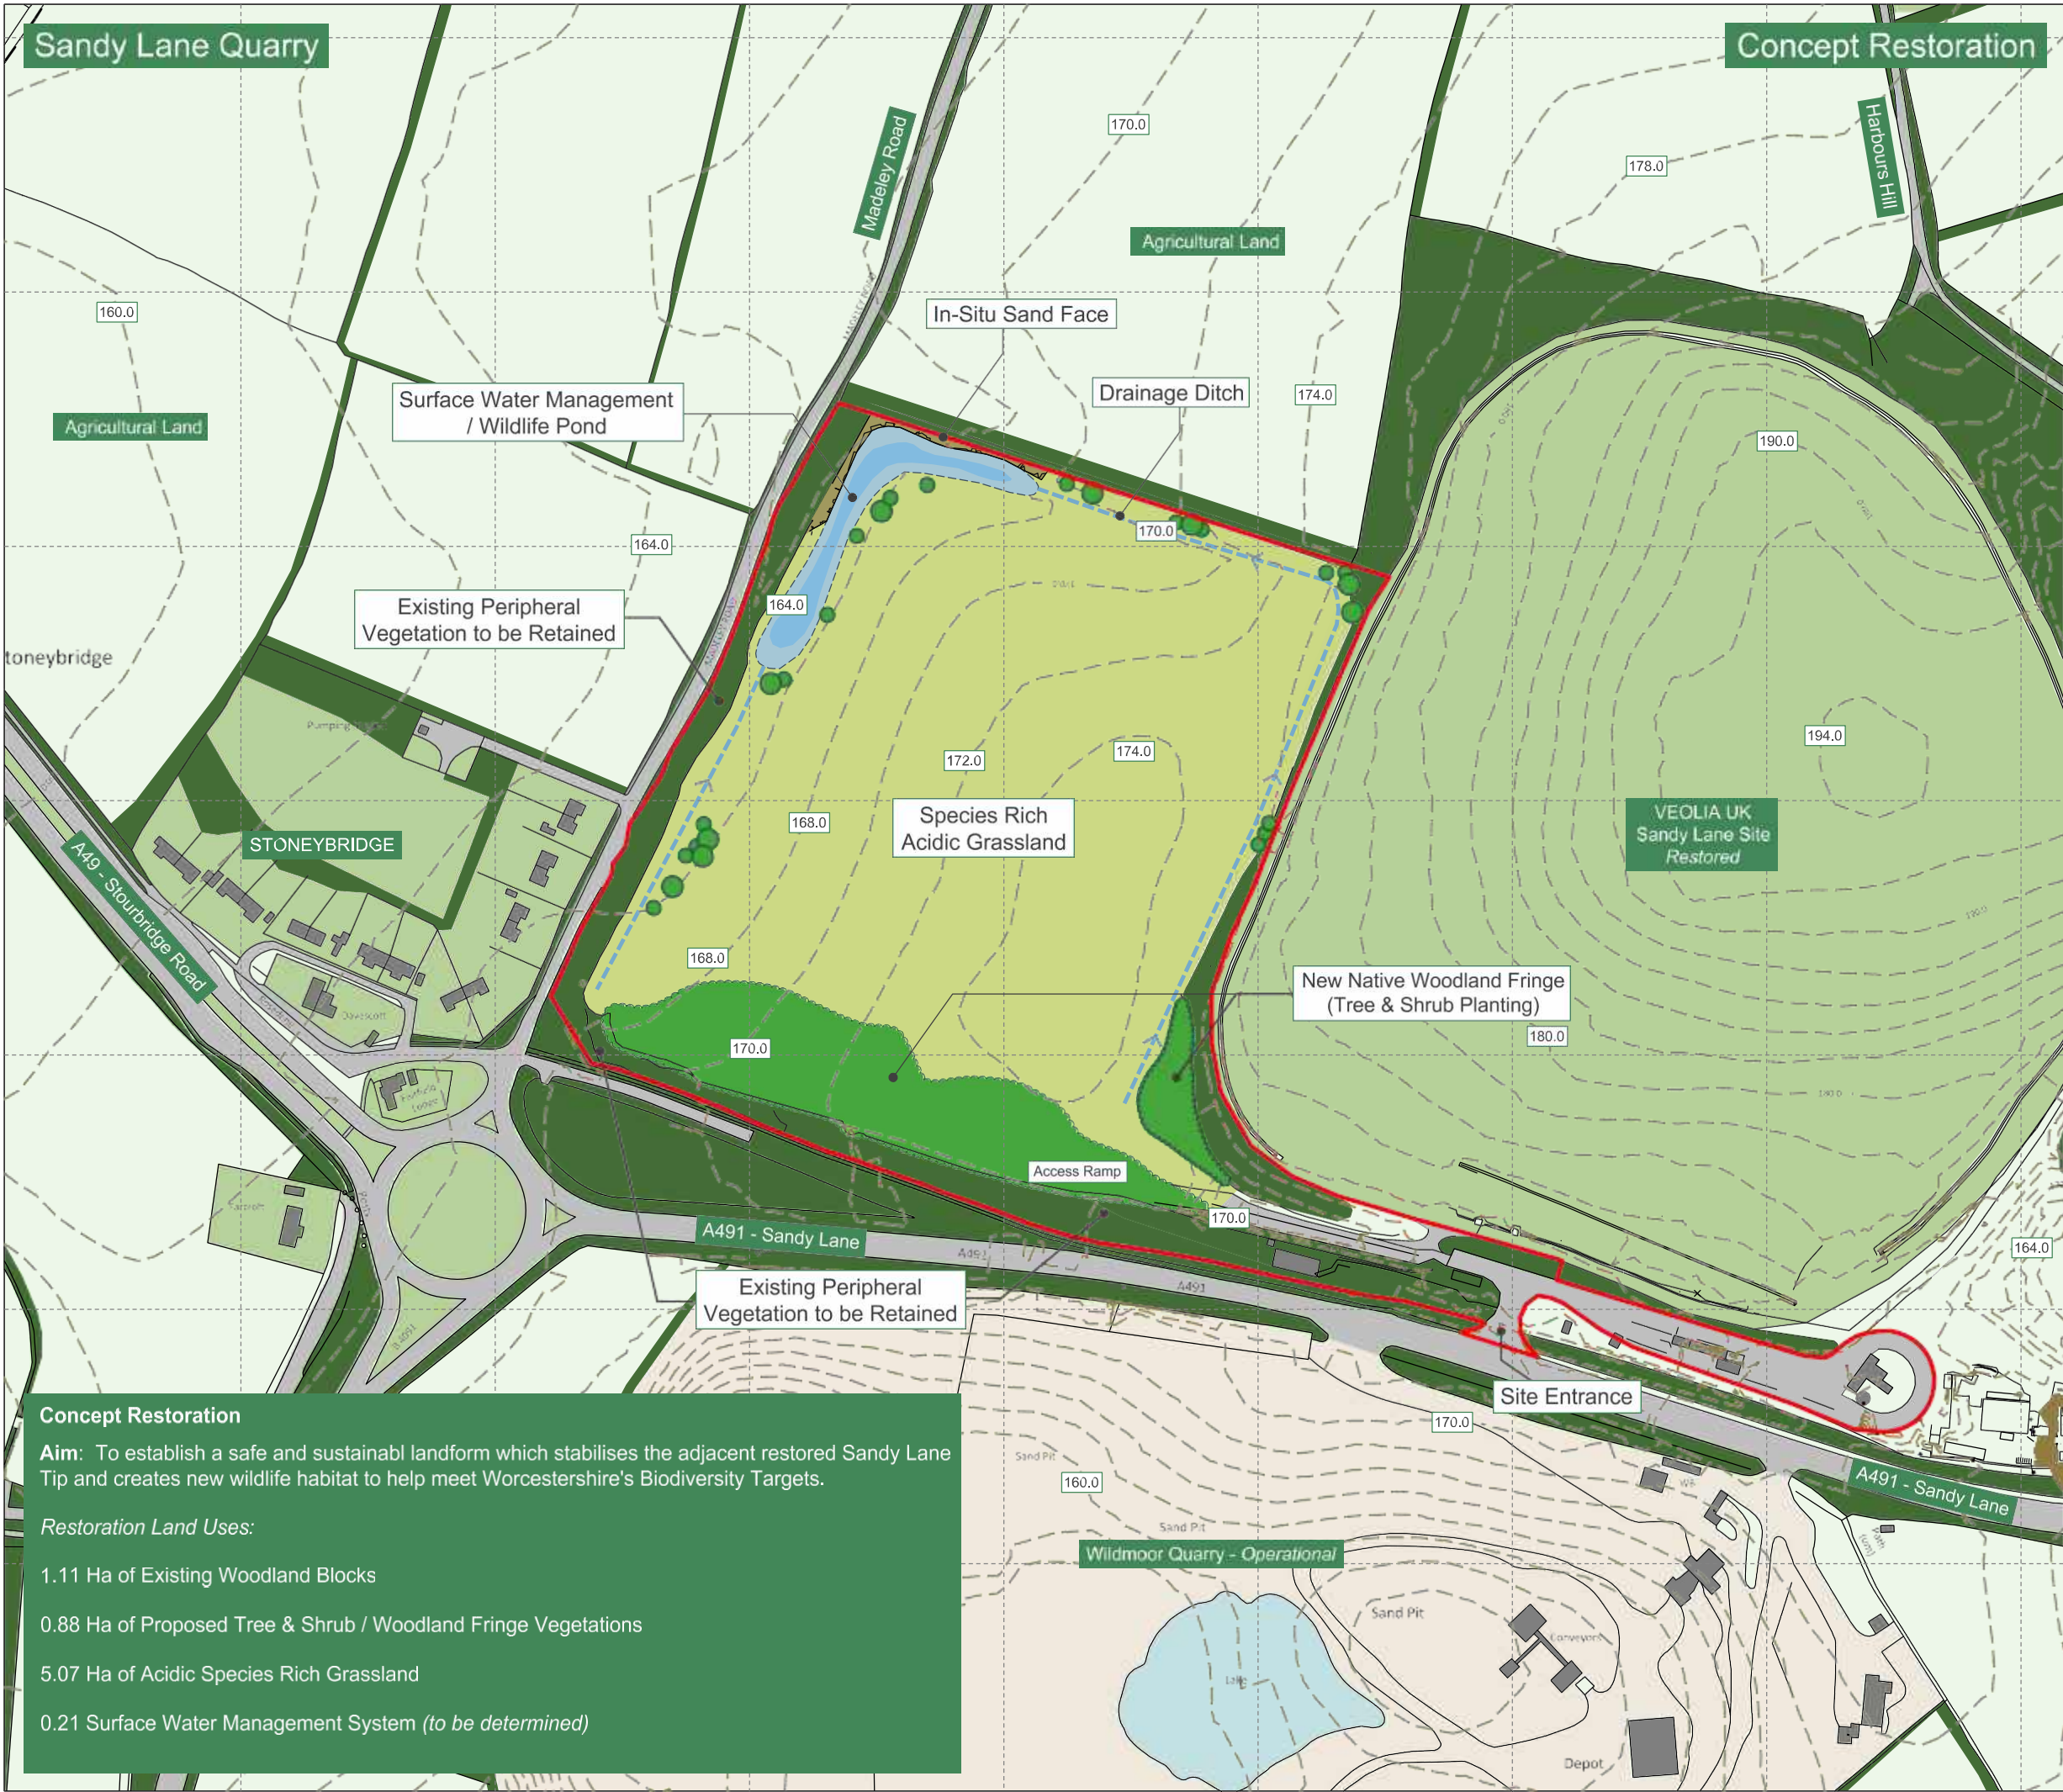 Sandy Lane Quarry
Concept Restoration
Madeley Road
Harbours Hill
170.0
178.0
Agricultural Land
160.0
In-Situ Sand Face
Surface Water Management
/ Wildlife Pond
Drainage Ditch
174.0
Agricultural Land
190.0
170.0
164.0
164.0
Existing Peripheral
Vegetation to be Retained
toneybridge
194.0
172.0
174.0
168.0
Species Rich
Acidic Grassland
VEOLIA UK
Sandy Lane Site
Restored
STONEYBRIDGE
A49 - Stourbridge Road
168.0
New Native Woodland Fringe
(Tree & Shrub Planting)
180.0
170.0
Access Ramp
170.0
A491 - Sandy Lane
A491
A491
164.0
Existing Peripheral
Vegetation to be Retained
Site Entrance
170.0
A491 - Sandy Lane
Sand Pit
160.0
Sand Pit
Wildmoor Quarry - Operational
Sand Pit
Conveyors
Lake
Depot
Concept Restoration
Aim: To establish a safe and sustainabl landform which stabilises the adjacent restored Sandy Lane
Tip and creates new wildlife habitat to help meet Worcestershire's Biodiversity Targets.
Restoration Land Uses:
1.11 Ha of Existing Woodland Blocks
0.88 Ha of Proposed Tree & Shrub / Woodland Fringe Vegetations
5.07 Ha of Acidic Species Rich Grassland
0.21 Surface Water Management System (to be determined)